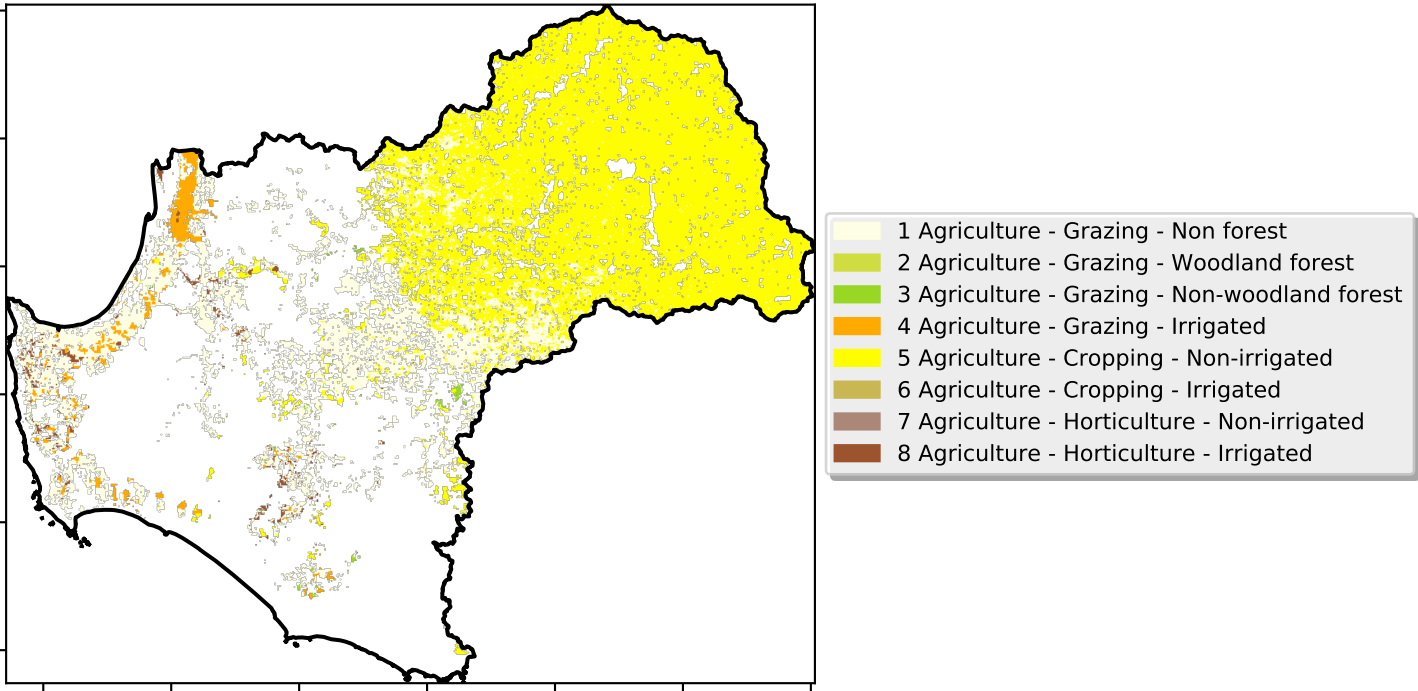 1 Agriculture - Grazing - Non forest
2 Agriculture - Grazing - Woodland forest
3 Agriculture - Grazing - Non-woodland forest
4 Agriculture - Grazing - Irrigated
5 Agriculture - Cropping - Non-irrigated
6 Agriculture - Cropping - Irrigated
7 Agriculture - Horticulture - Non-irrigated
8 Agriculture - Horticulture - Irrigated